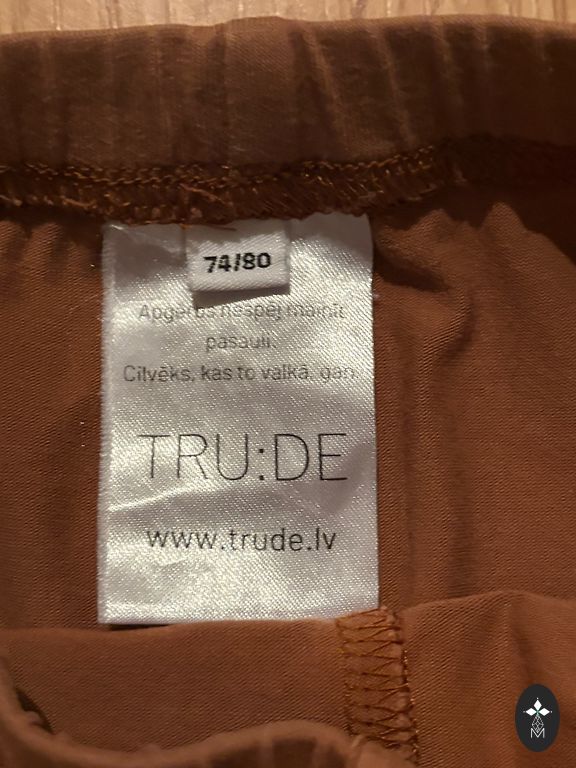 74/80
Apģērbs nespēj mainīt
pasauli.
Cilvēks, kas to valkā, gan.
TRU:DE
www.trude.lv
M